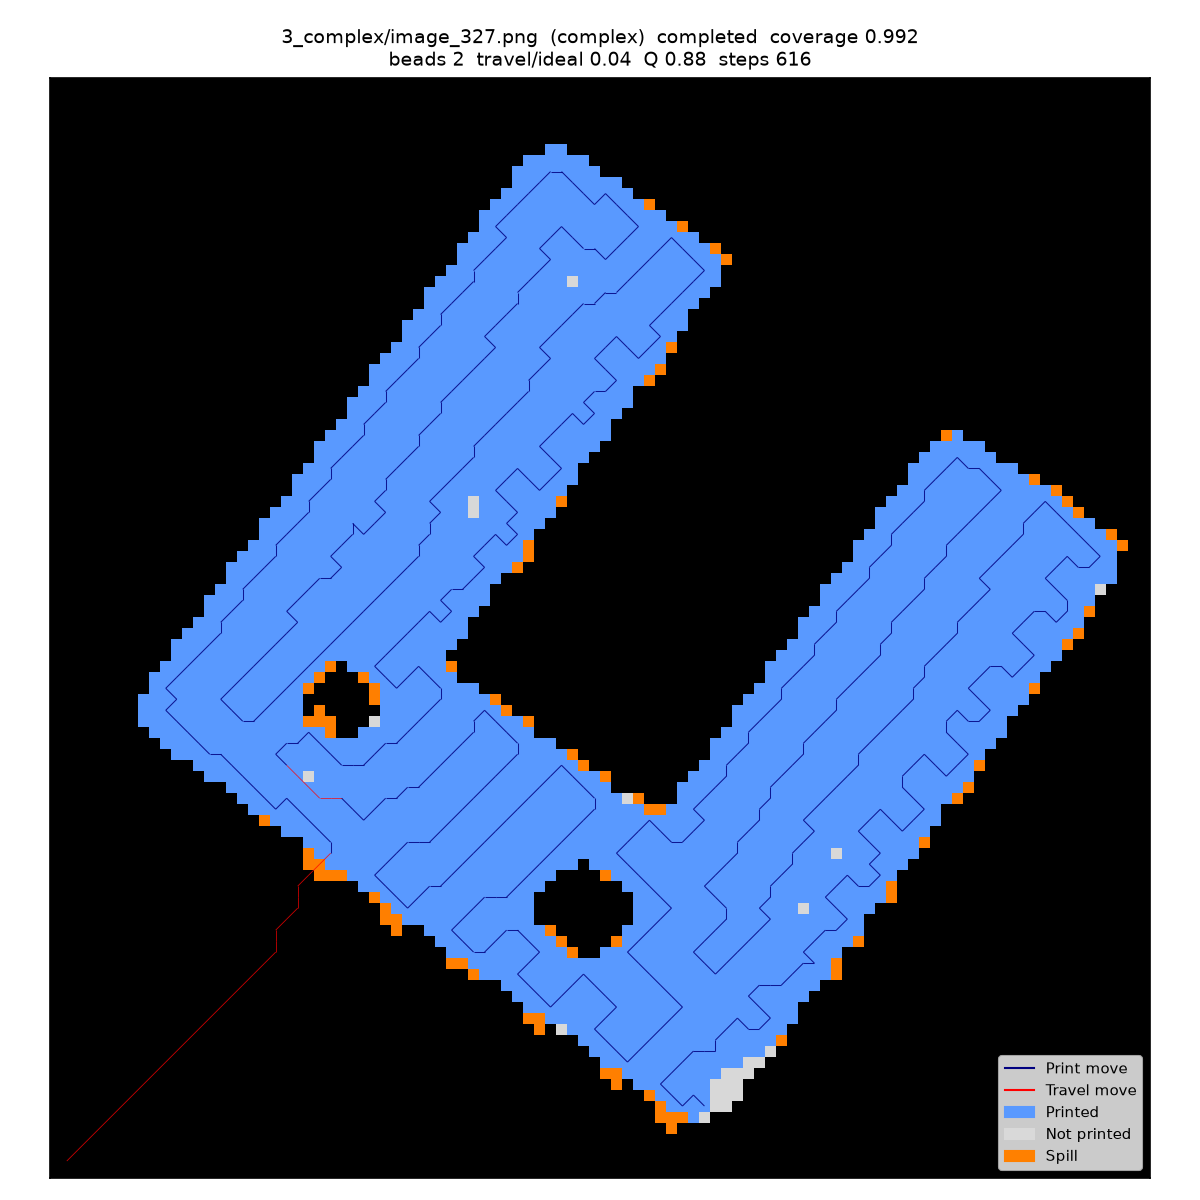 3_complex/image_327.png  (complex)  completed  coverage 0.992
beads 2  travel/ideal 0.04  Q 0.88  steps 616
Print move
Travel move
Printed
Not printed
Spill